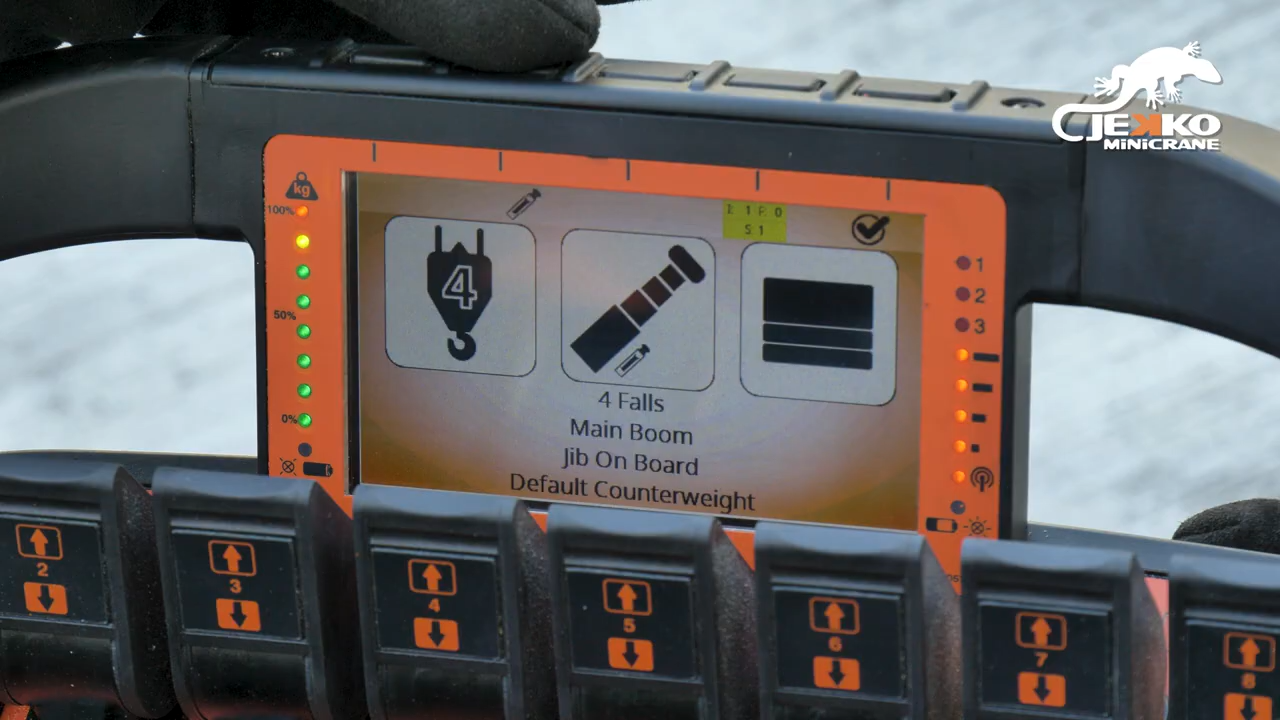 JEKKO
MiNiCRANE
kg
100%
50%
0%
Σ 1 F 0
S 1
4
4 Falls
Main Boom
Jib On Board
Default Counterweight
1
2
3
2
3
4
5
6
7
8